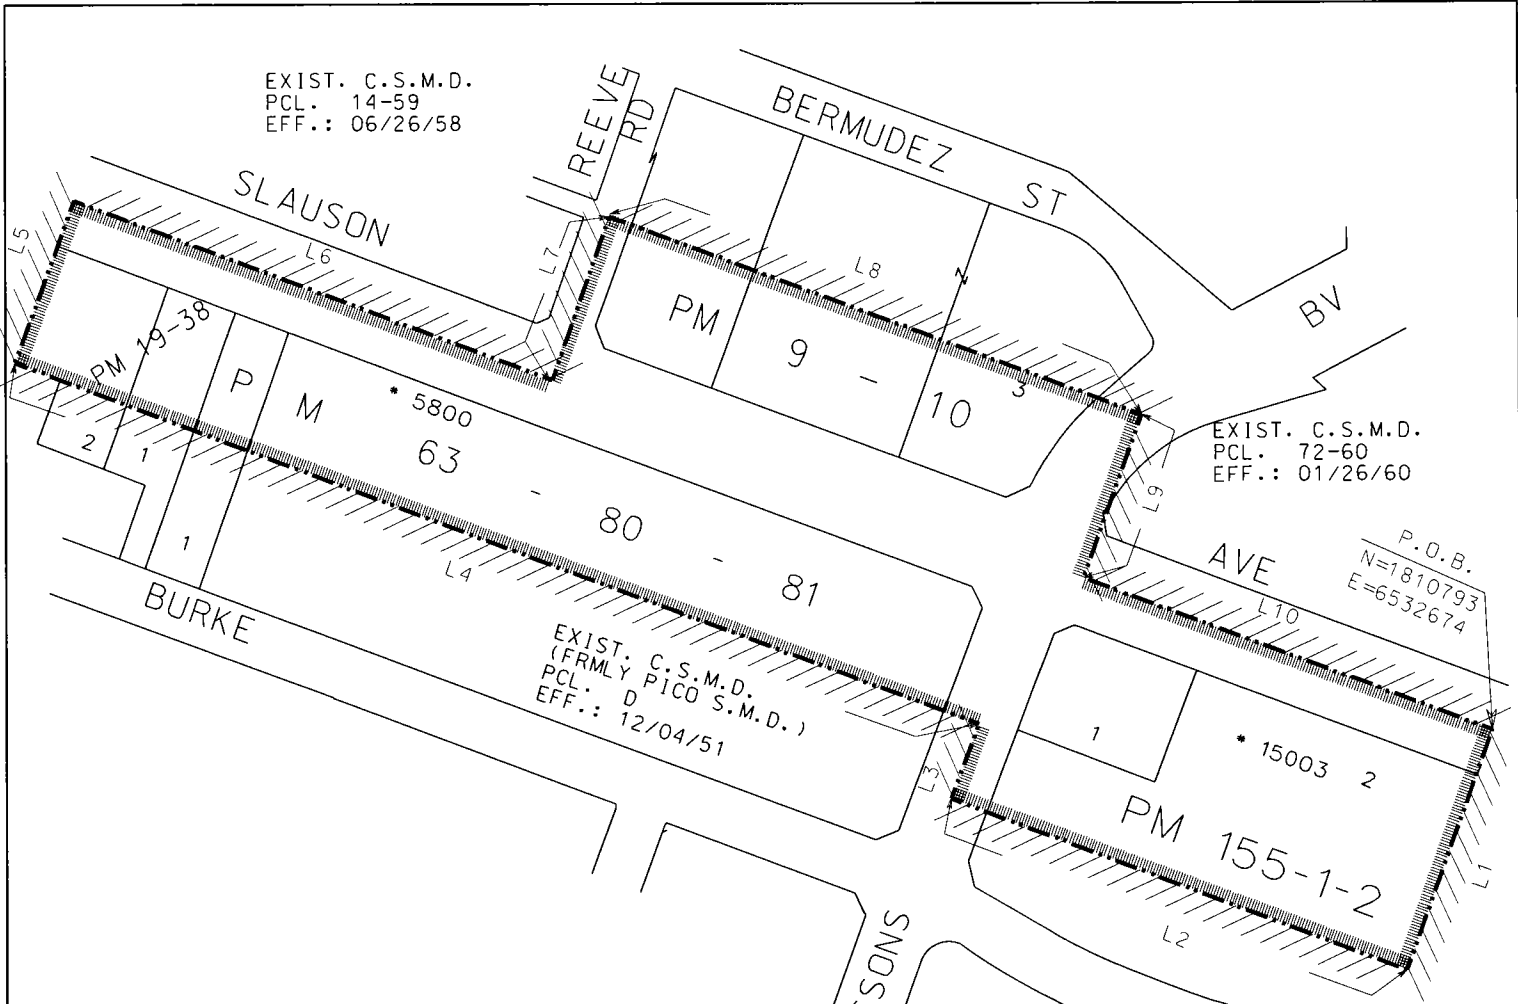 EXIST. C.S.M.D.
PCL. 14-59
EFF.: 06/26/58
REEVE
RD
BERMUDEZ
ST
SLAUSON
BV
L5
L6
L7
L8
PM
9 - 10
2
3
PM 19-38
P M
* 5800
63 - 80 - 81
2
1
1
EXIST. C.S.M.D.
PCL. 72-60
EFF.: 01/26/60
L9
AVE
P.O.B.
N=1810793
E=6532674
L10
L4
BURKE
EXIST. C.S.M.D.
(FRMLY PICO S.M.D.)
PCL: D
EFF.: 12/04/51
L3
1
* 15003
2
PM 155-1-2
L1
L2
SSONS